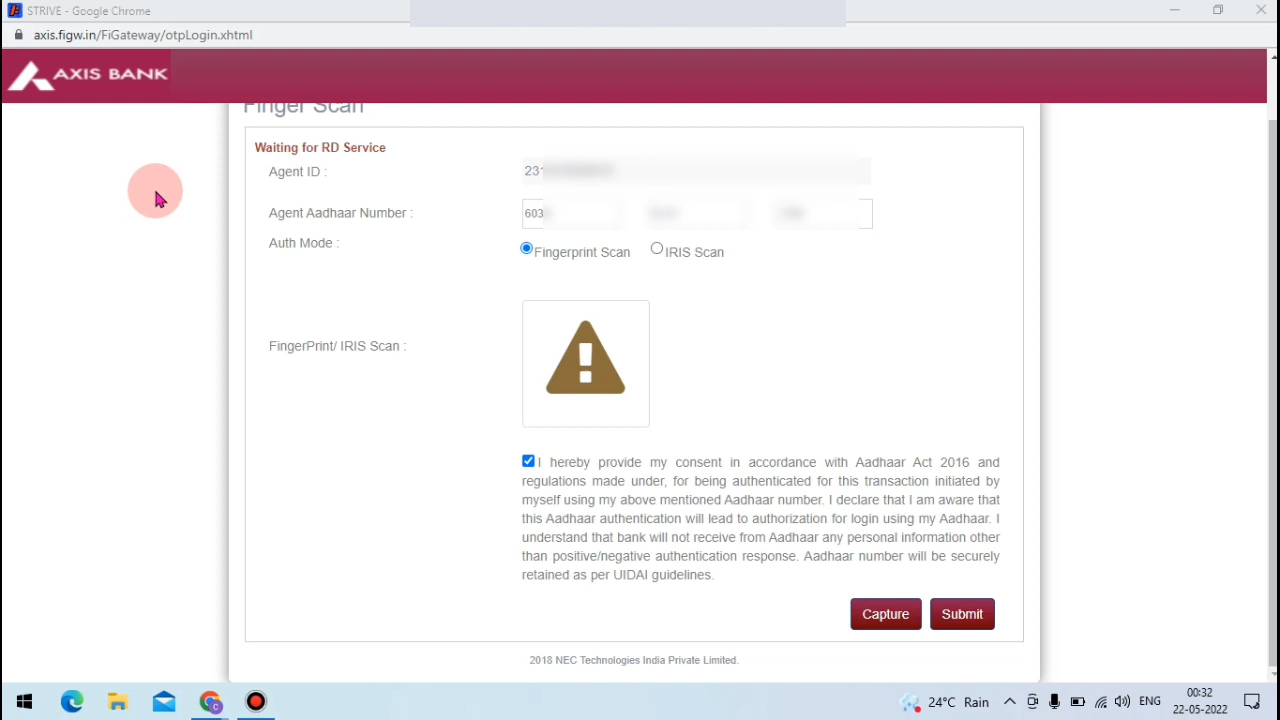 STRIVE - Google Chrome
axis.figw.in/FiGateway/otpLogin.xhtml
AXIS BANK
Finger Scan
Waiting for RD Service
Agent ID :
231
Agent Aadhaar Number :
603
Auth Mode :
Fingerprint Scan
IRIS Scan
FingerPrint/ IRIS Scan :
I hereby provide my consent in accordance with Aadhaar Act 2016 and
regulations made under, for being authenticated for this transaction initiated by
myself using my above mentioned Aadhaar number. I declare that I am aware that
this Aadhaar authentication will lead to authorization for login using my Aadhaar. I
understand that bank will not receive from Aadhaar any personal information other
than positive/negative authentication response. Aadhaar number will be securely
retained as per UIDAI guidelines.
Capture
Submit
2018 NEC Technologies India Private Limited.
24°C Rain
ENG
00:32
22-05-2022